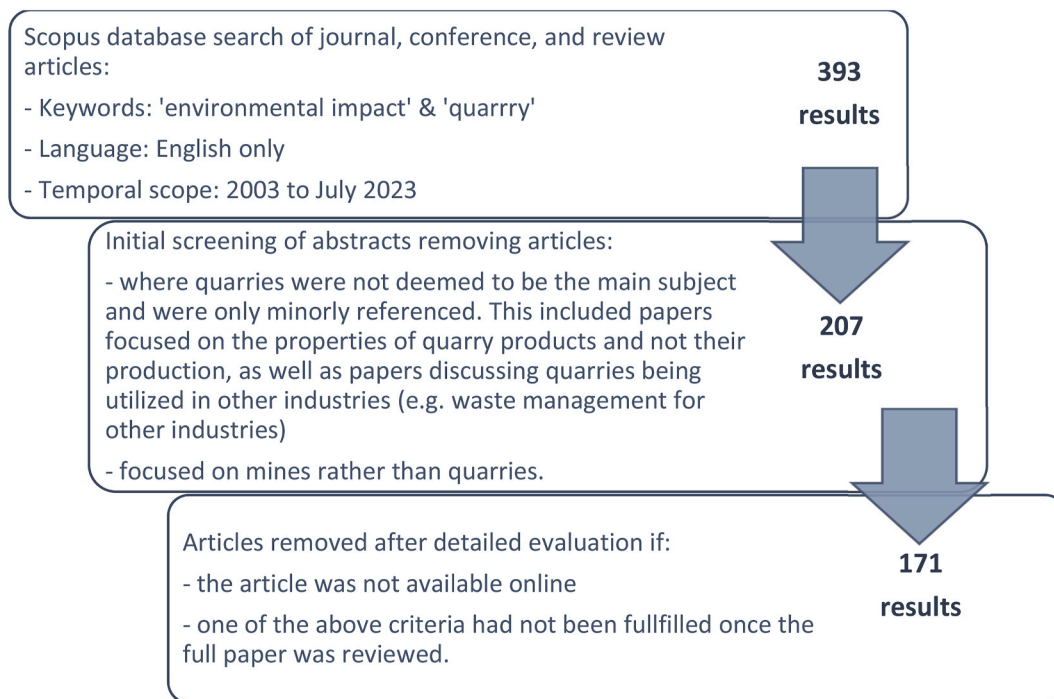 Scopus database search of journal, conference, and review
articles:
- Keywords: 'environmental impact' & 'quarrry'
- Language: English only
- Temporal scope: 2003 to July 2023
393
results
Initial screening of abstracts removing articles:
- where quarries were not deemed to be the main subject
and were only minorly referenced. This included papers
focused on the properties of quarry products and not their
production, as well as papers discussing quarries being
utilized in other industries (e.g. waste management for
other industries)
- focused on mines rather than quarries.
207
results
Articles removed after detailed evaluation if:
- the article was not available online
- one of the above criteria had not been fullfilled once the
full paper was reviewed.
171
results